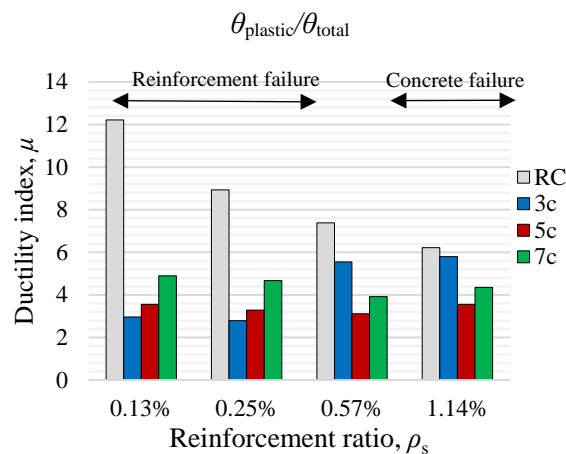 θplastic/θtotal
14
12
10
8
6
4
2
0
Ductility index, μ
Reinforcement failure
Concrete failure
RC
3c
5c
7c
0.13% 0.25% 0.57% 1.14%
Reinforcement ratio, ρs